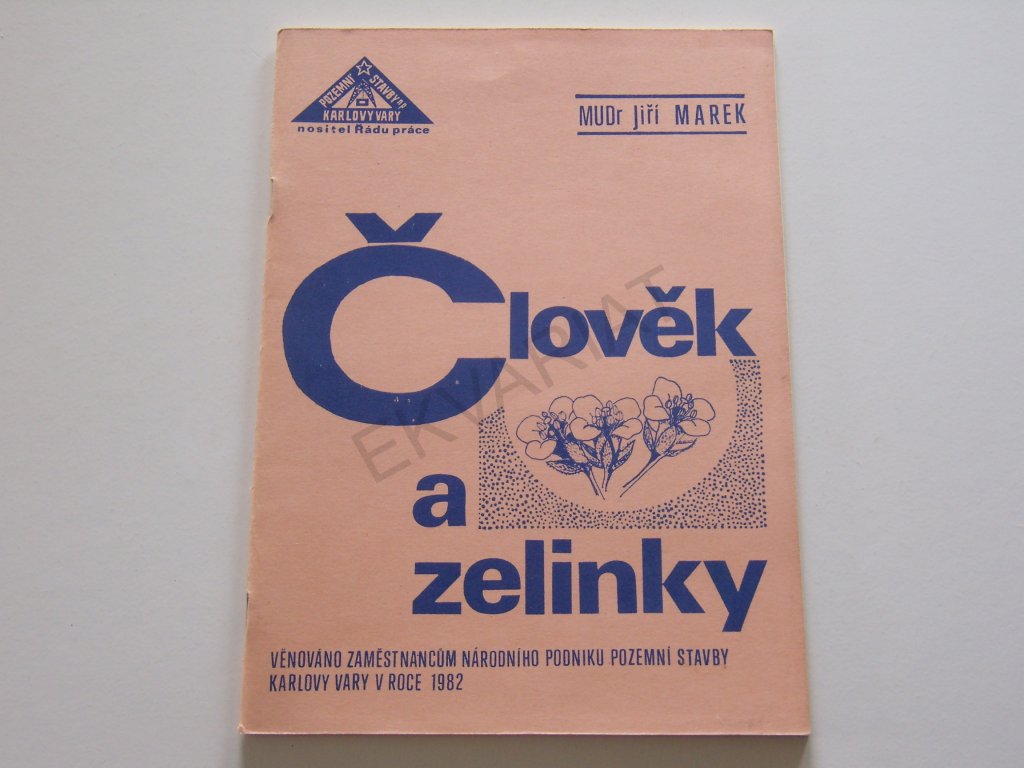 POZEMNÍ STAVBY n.p.
KARLOVY VARY
nositel Řádu práce
MUDr Jiří MAREK
Člověk
a
zelinky
VĚNOVÁNO ZAMĚSTNANCŮM NÁRODNÍHO PODNIKU POZEMNÍ STAVBY
KARLOVY VARY V ROCE 1982
EKVARIAT